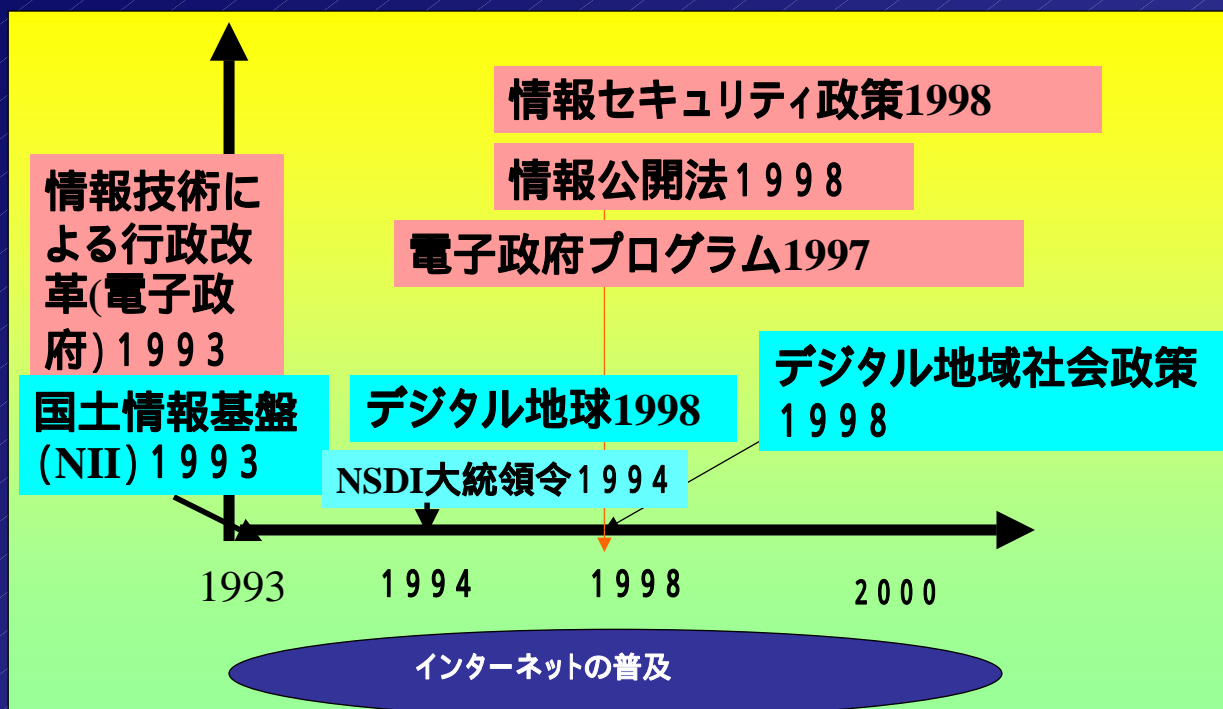 情報セキュリティ政策1998
情報公開法１９９８
電子政府プログラム1997
情報技術に
よる行政改
革(電子政
府)１９９３
国土情報基盤
(NII)１９９３
デジタル地球1998
デジタル地域社会政策
１９９８
NSDI大統領令１９９４
1993
１９９４
１９９８
２０００
インターネットの普及